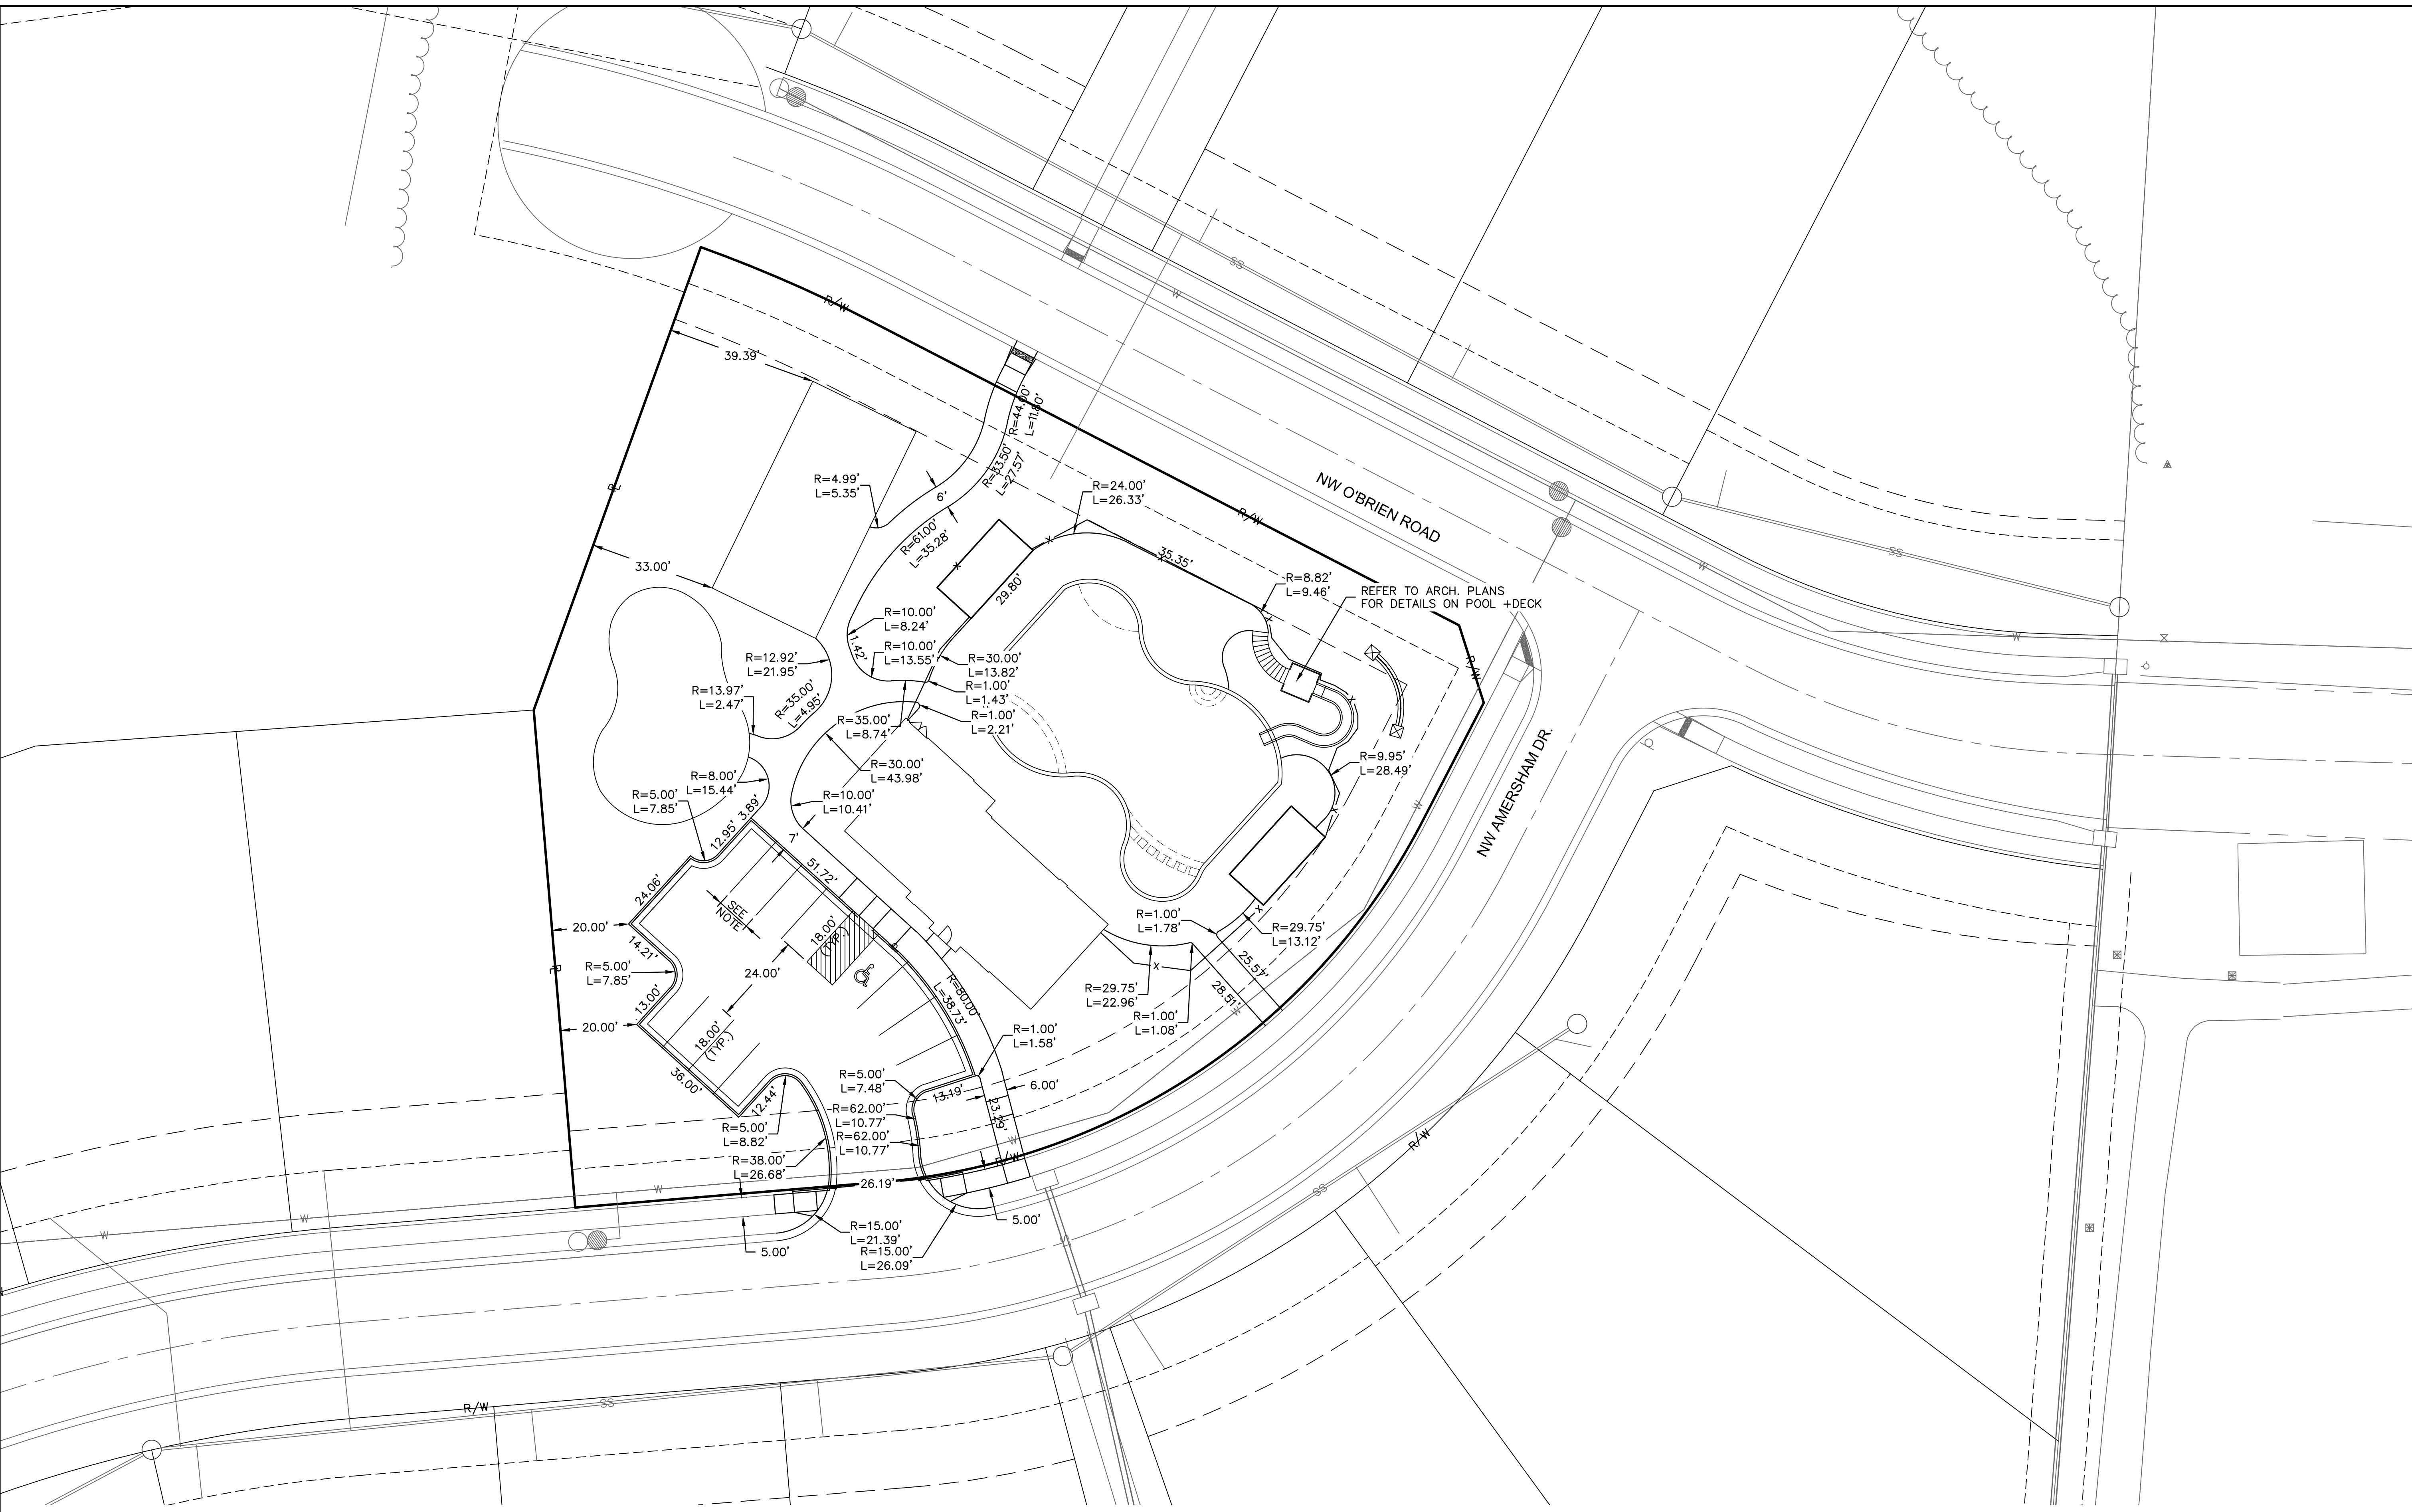 R/W
39.39'
R=44.00'
L=11.80'
SS
W
PL
R=4.99'
L=5.35'
6'
R=33.50'
L=27.57'
R=24.00'
L=26.33'
NW O'BRIEN ROAD
R/W
R=61.00'
L=35.28'
X
X
35.35'
X
33.00'
29.80'
R=8.82'
L=9.46'
REFER TO ARCH. PLANS
FOR DETAILS ON POOL +DECK
SS
W
W
R=10.00'
L=8.24'
1.42'
R=10.00'
L=13.55'
X
R=30.00'
L=13.82'
R=12.92'
L=21.95'
R/W
R=1.00'
L=1.43'
R=13.97'
L=2.47'
R=35.00'
L=4.95'
X
R=35.00'
L=8.74'
R=1.00'
L=2.21'
NW AMERSHAM DR.
R=30.00'
L=43.98'
R=9.95'
L=28.49'
R=8.00'
L=15.44'
R=5.00'
L=7.85'
3.89'
R=10.00'
L=10.41'
W
X
12.95'
7'
51.72'
24.06'
SEE
NOTE
18.00'
(TYP.)
R=1.00'
L=1.78'
X
R=29.75'
L=13.12'
20.00'
14.21'
PL
R=5.00'
L=7.85'
24.00'
X
25.57'
R=80.00'
L=38.73'
R=29.75'
L=22.96'
28.51'
W
13.00'
20.00'
18.00'
(TYP.)
R=1.00'
L=1.08'
R=1.00'
L=1.58'
36.00'
R=5.00'
L=7.48'
13.19'
6.00'
12.44'
R=62.00'
L=10.77'
23.29'
R=5.00'
L=8.82'
R=62.00'
L=10.77'
W
R/W
R=38.00'
L=26.68'
26.19'
W
R/W
SS
W
W
5.00'
R=15.00'
L=21.39'
5.00'
R=15.00'
L=26.09'
R/W
SS